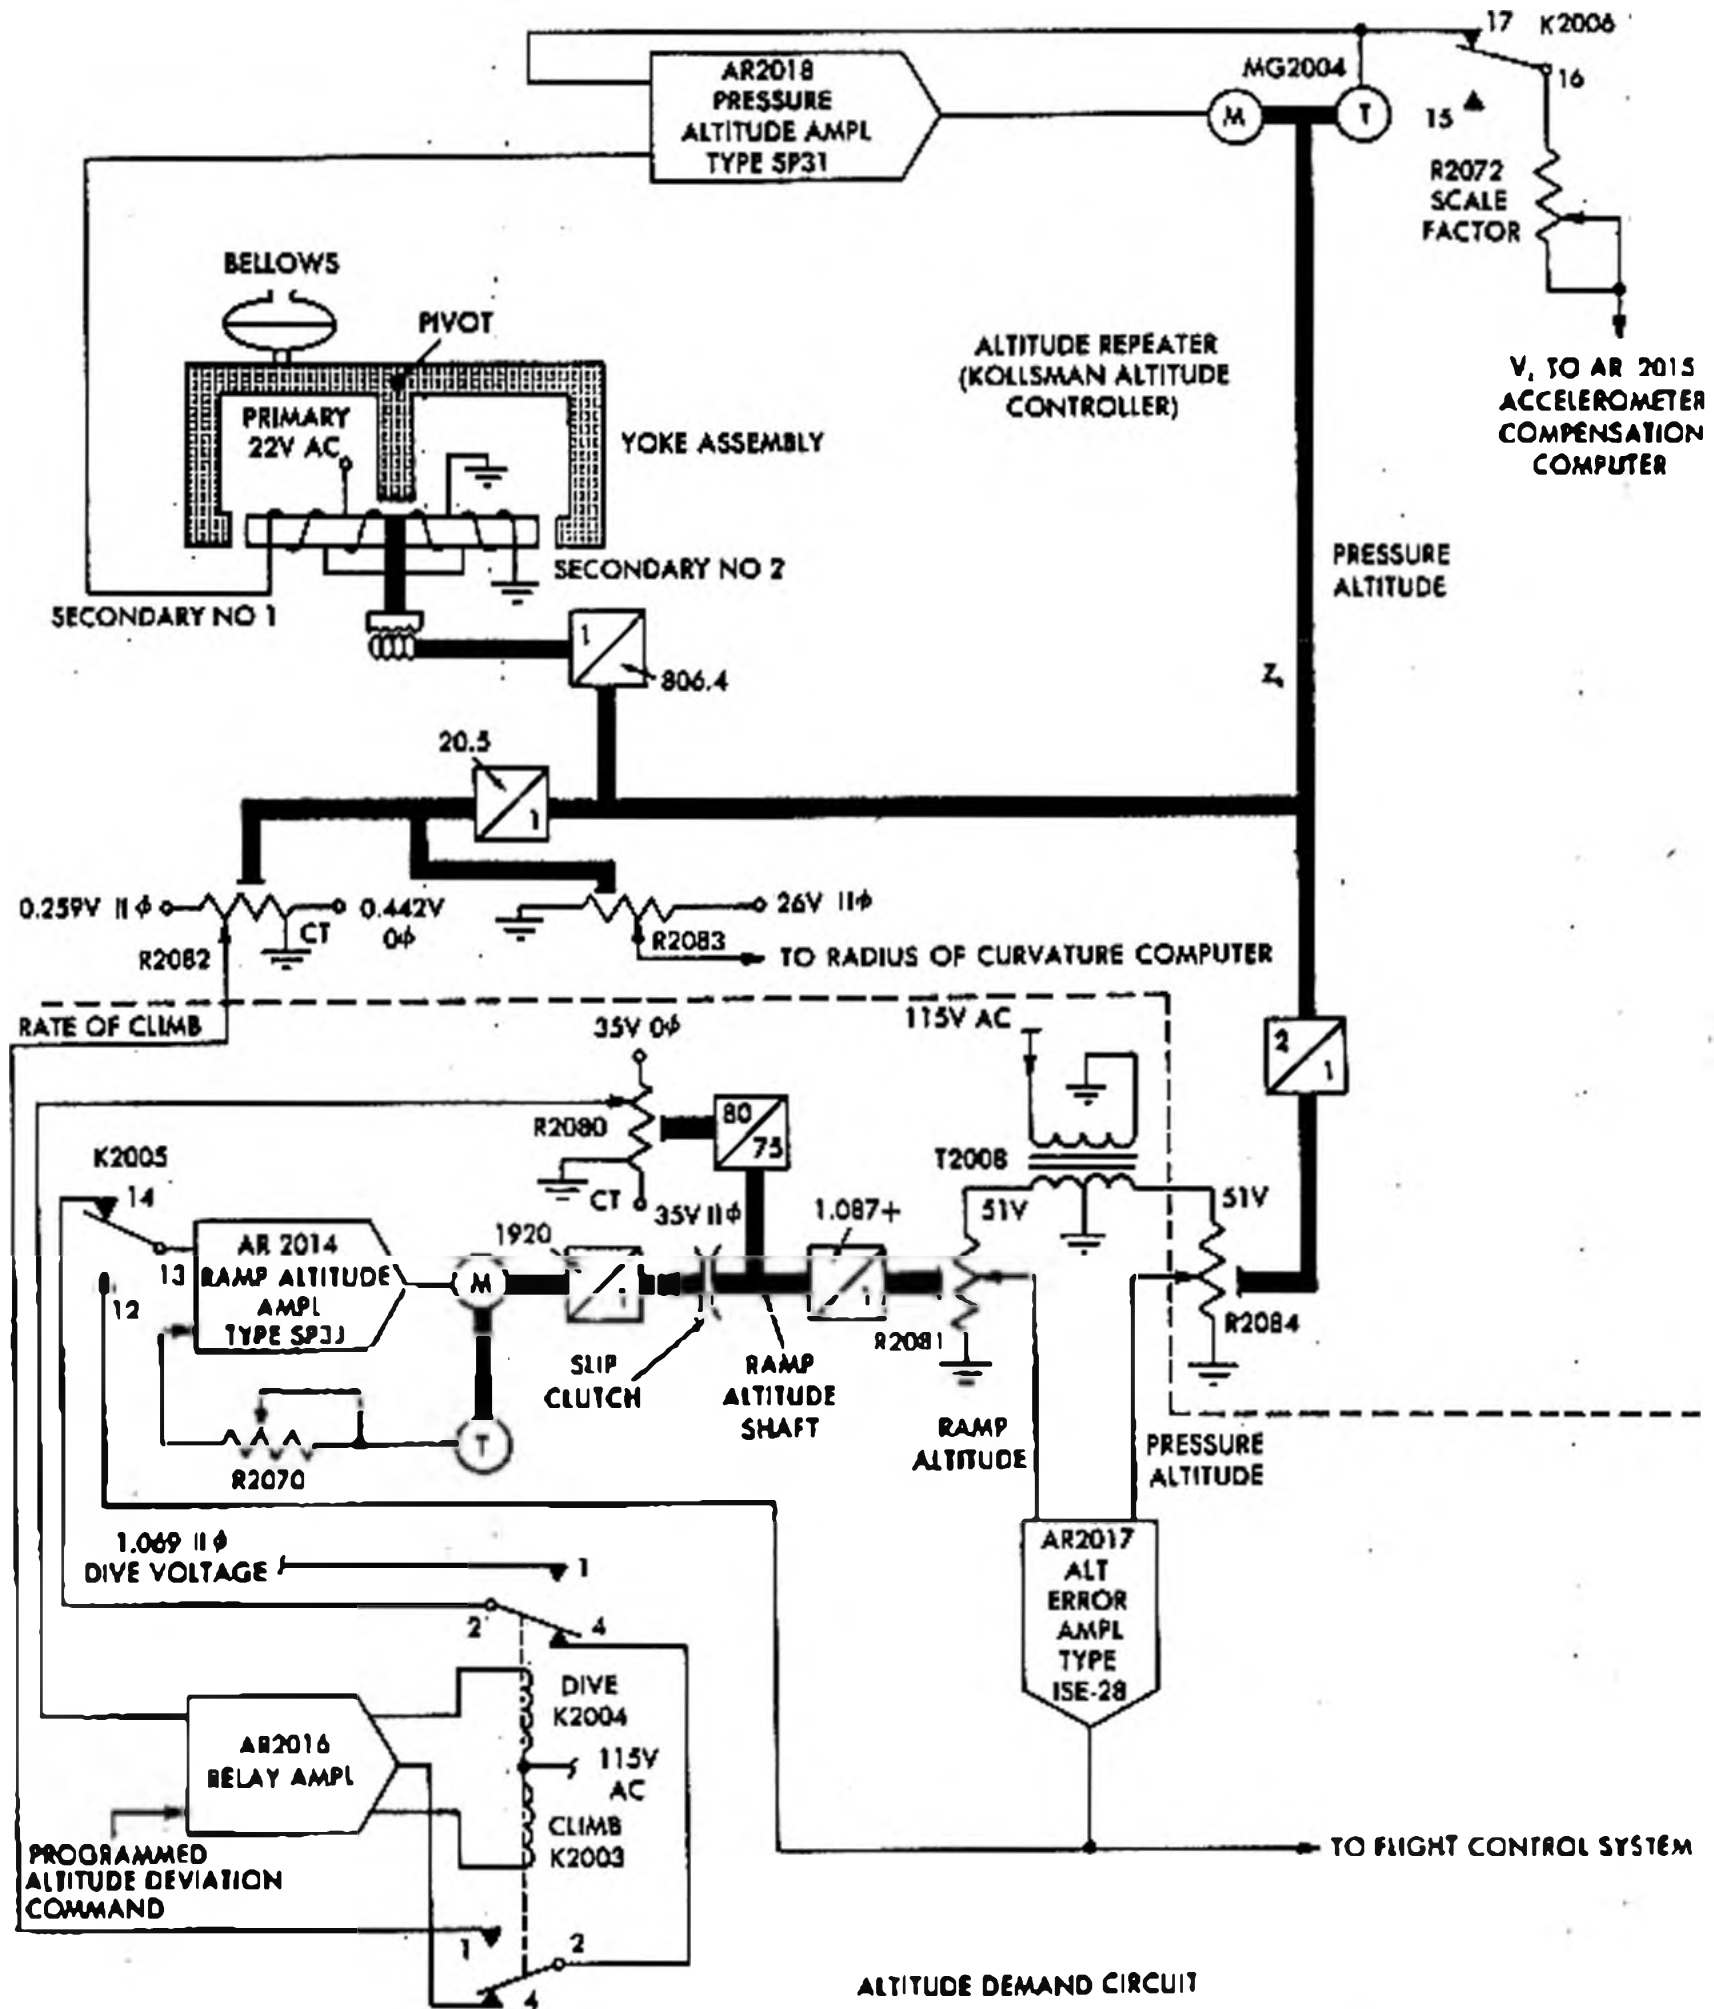 17 K2006
AR2018
PRESSURE
ALTITUDE AMPL
TYPE SP31
MG2004
M
T
16
15
R2072
SCALE
FACTOR
BELLOWS
PIVOT
PRIMARY
22V AC
YOKE ASSEMBLY
ALTITUDE REPEATER
(KOLLSMAN ALTITUDE
CONTROLLER)
TO AR 2015
ACCELEROMETER
COMPENSATION
COMPUTER
SECONDARY NO 2
SECONDARY NO 1
PRESSURE
ALTITUDE
1
806.4
20.5
1
0.259V II ϕ
0.442V
0ϕ
CT
R2082
26V IIϕ
R2083
TO RADIUS OF CURVATURE COMPUTER
RATE OF CLIMB
35V 0ϕ
115V AC
2
1
R2080
80
75
T2008
K2005
14
CT
35V IIϕ
1.087+
51V
51V
AR 2014
RAMP ALTITUDE
AMPL
13
12
1920
1
M
1
R2081
R2084
SLIP
CLUTCH
RAMP
ALTITUDE
SHAFT
RAMP
ALTITUDE
PRESSURE
ALTITUDE
T
R2070
1.069 II ϕ
DIVE VOLTAGE
1
2
4
AR2017
ALT
ERROR
AMPL
TYPE
ISE-28
DIVE
K2004
AR2016
RELAY AMPL
115V
AC
CLIMB
K2003
PROGRAMMED
ALTITUDE DEVIATION
COMMAND
TO FLIGHT CONTROL SYSTEM
1
2
4
ALTITUDE DEMAND CIRCUIT